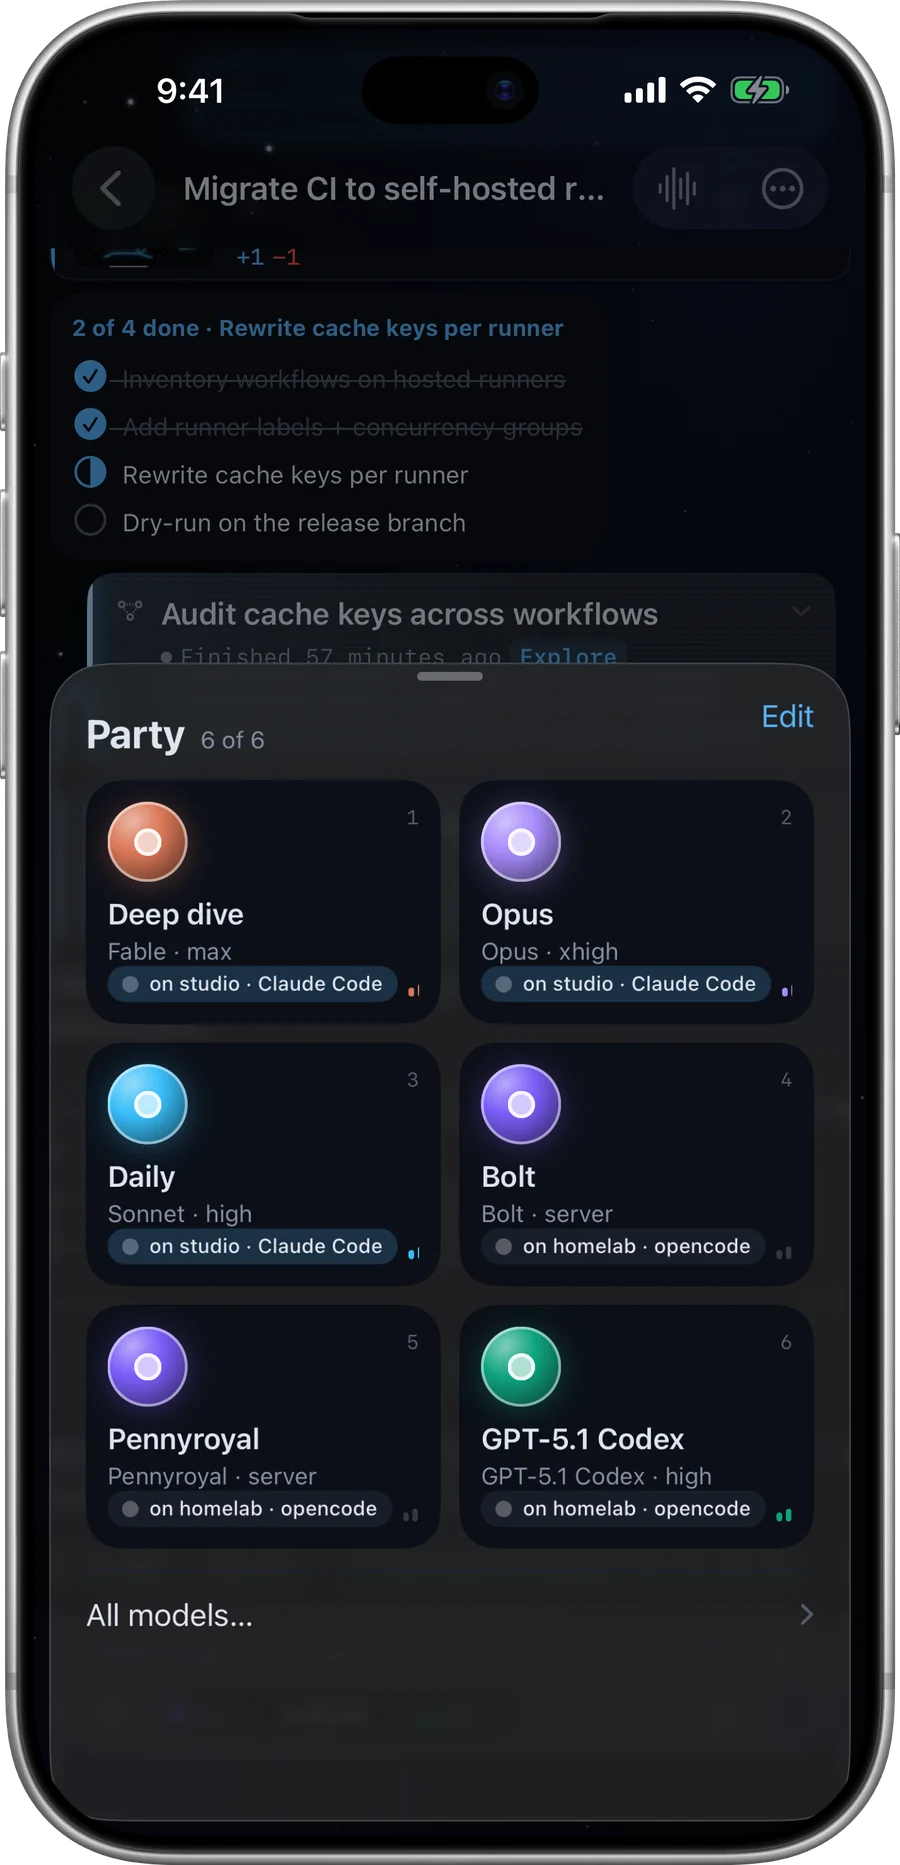 9:41
Migrate CI to self-hosted r...
+1 −1
2 of 4 done · Rewrite cache keys per runner
Inventory workflows on hosted runners
Add runner labels + concurrency groups
Rewrite cache keys per runner
Dry-run on the release branch
Audit cache keys across workflows
Finished 57 minutes ago Explore
Party 6 of 6
Edit
1
Deep dive
Fable · max
on studio · Claude Code
2
Opus
Opus · xhigh
on studio · Claude Code
3
Daily
Sonnet · high
on studio · Claude Code
4
Bolt
Bolt · server
on homelab · opencode
5
Pennyroyal
Pennyroyal · server
on homelab · opencode
6
GPT-5.1 Codex
GPT-5.1 Codex · high
on homelab · opencode
All models...